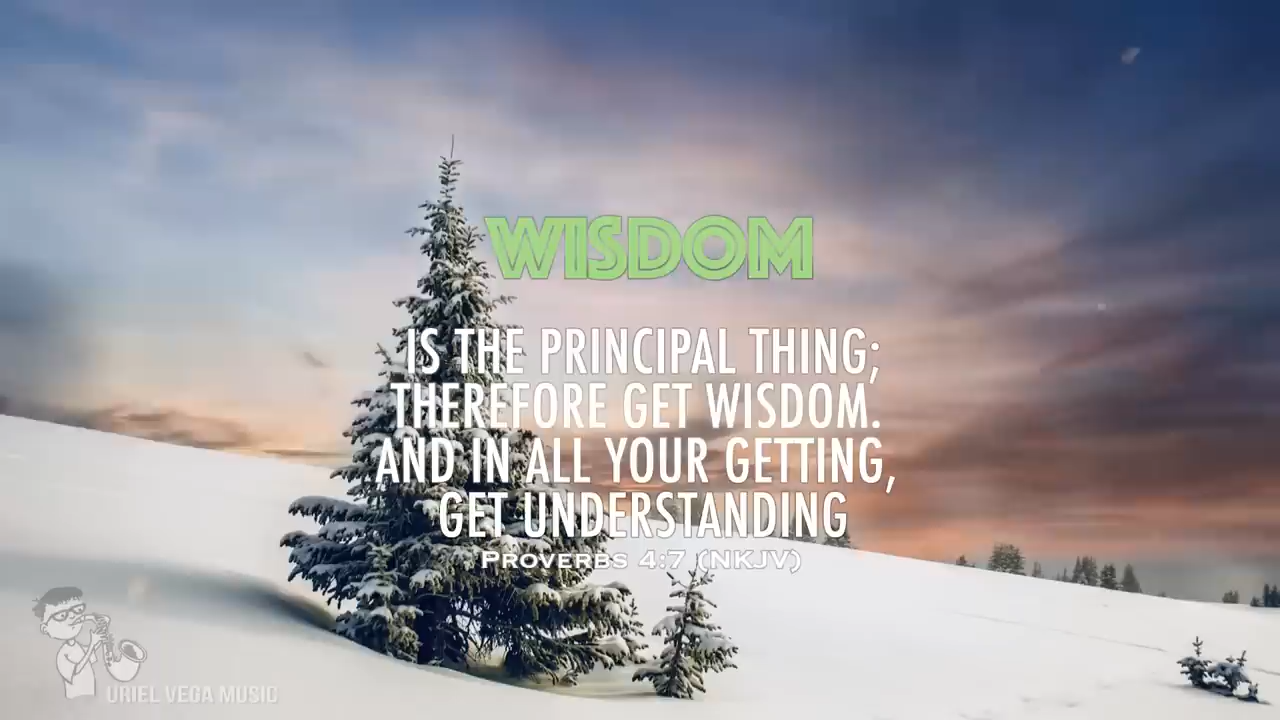 WISDOM
IS THE PRINCIPAL THING;
THEREFORE GET WISDOM.
AND IN ALL YOUR GETTING,
GET UNDERSTANDING
PROVERBS 4:7 (NKJV)
URIEL VEGA MUSIC